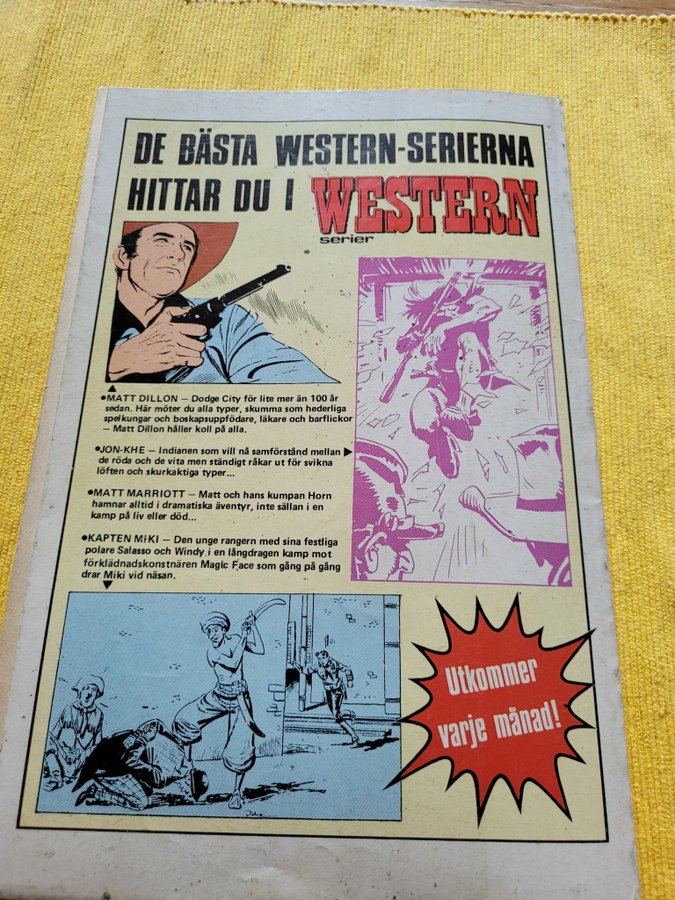 DE BÄSTA WESTERN-SERIERNA
HITTAR DU I WESTERN
serier
•MATT DILLON – Dodge City för lite mer än 100 år
sedan. Här möter du alla typer, skumma som hederliga
spelkungar och boskapsuppfödare, läkare och barflickor
– Matt Dillon håller koll på alla.
•JON-KHE – Indianen som vill nå samförstånd mellan
de röda och de vita men ständigt råkar ut för svikna
löften och skurkaktiga typer...
•MATT MARRIOTT – Matt och hans kumpan Horn
hamnar alltid i dramatiska äventyr, inte sällan i en
kamp på liv eller död...
•KAPTEN MIKI – Den unge rangern med sina festliga
polare Salasso och Windy i en långdragen kamp mot
förklädnadskonstnären Magic Face som gång på gång
drar Miki vid näsan.
Utkommer
varje månad!